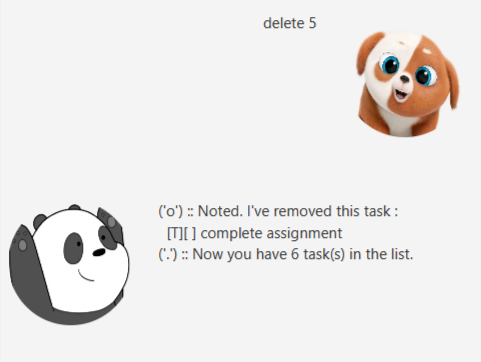 delete 5
('o') :: Noted. I've removed this task :
[T][ ] complete assignment
('.') :: Now you have 6 task(s) in the list.